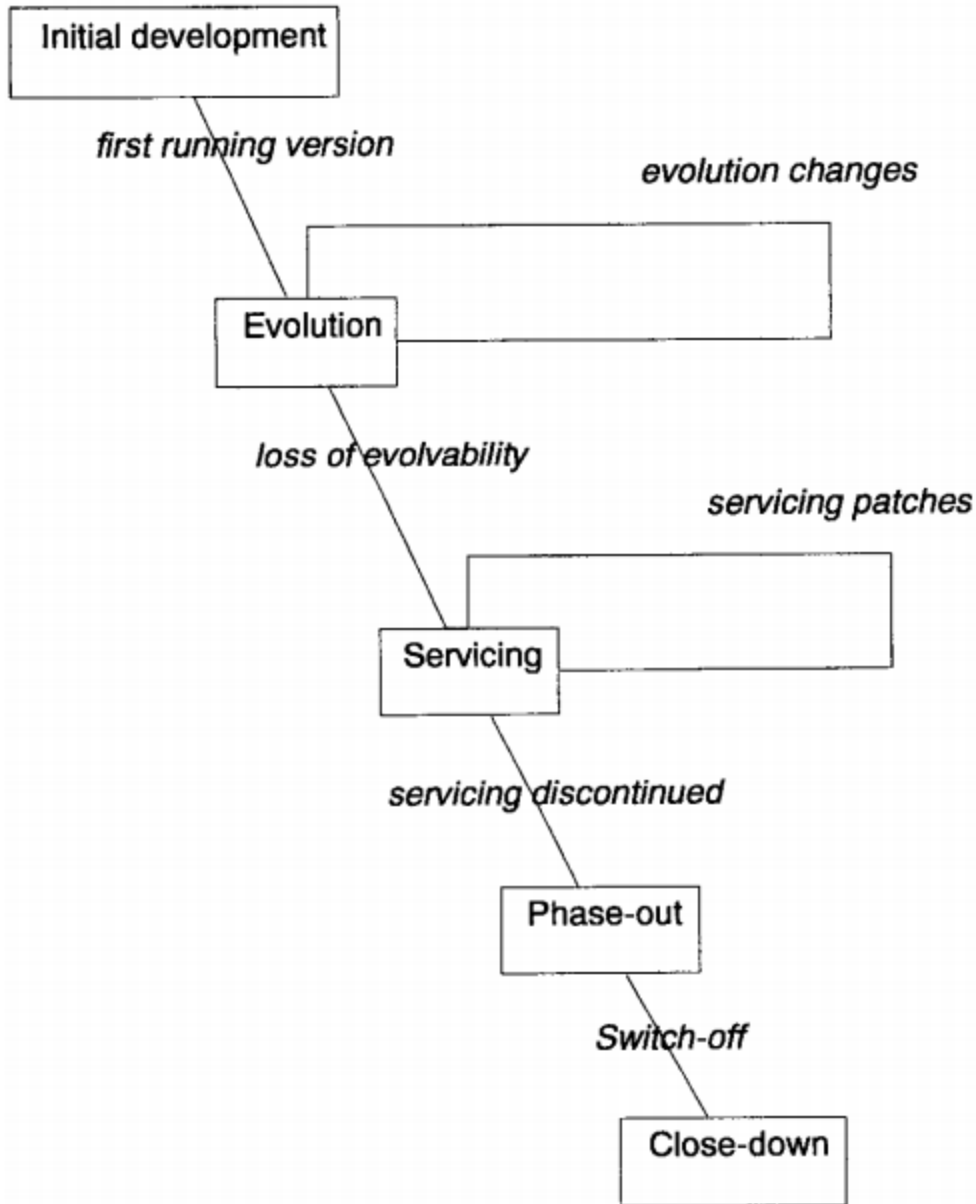 Initial development
first running version
evolution changes
Evolution
loss of evolvability
servicing patches
Servicing
servicing discontinued
Phase-out
Switch-off
Close-down